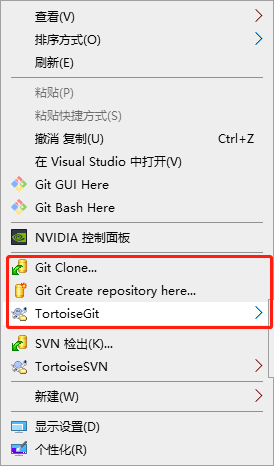 查看(V)
排序方式(O)
刷新(E)
粘贴(P)
粘贴快捷方式(S)
撤消 复制(U) Ctrl+Z
在 Visual Studio 中打开(V)
Git GUI Here
Git Bash Here
NVIDIA 控制面板
Git Clone...
Git Create repository here...
TortoiseGit
SVN 检出(K)...
TortoiseSVN
新建(W)
显示设置(D)
个性化(R)